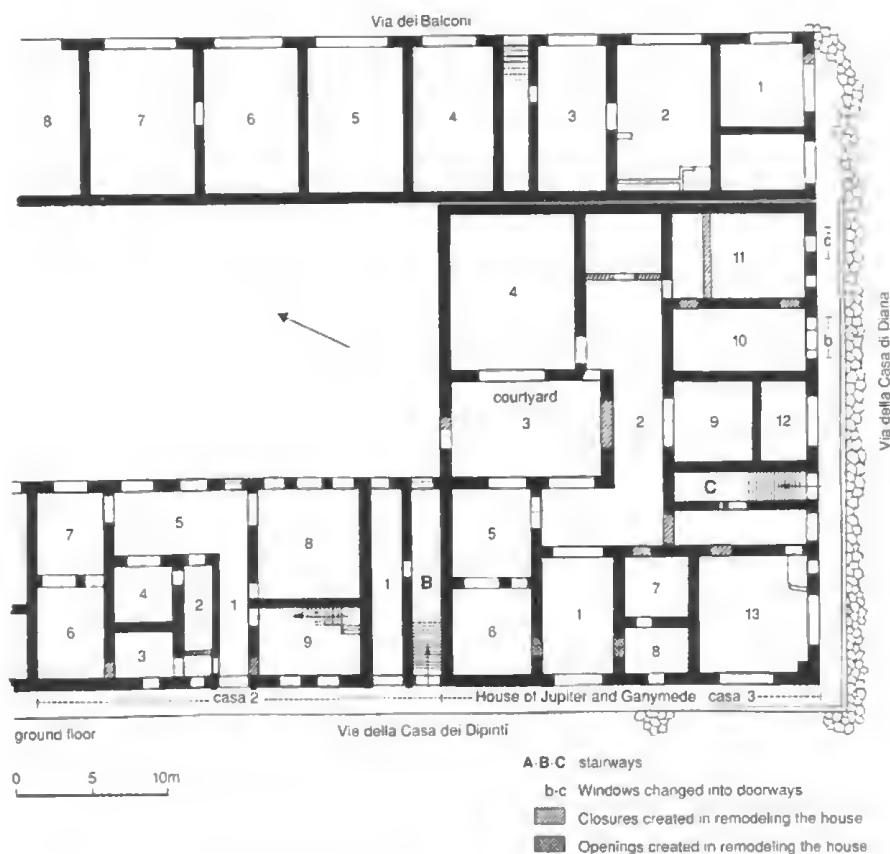 Via dei Balconi
8 7 6 5 4 3 2 1
4 11 c
10 b
courtyard
3 2 9 12
Via della Casa di Diana
C
7 5 8 1 B 5
4 2 1
6 3 9 6 1 7 8 13
casa 2 House of Jupiter and Ganymede casa 3
ground floor Via della Casa dei Dipinti
0 5 10m
A-B-C stairways
b-c Windows changed into doorways
Closures created in remodeling the house
Openings created in remodeling the house